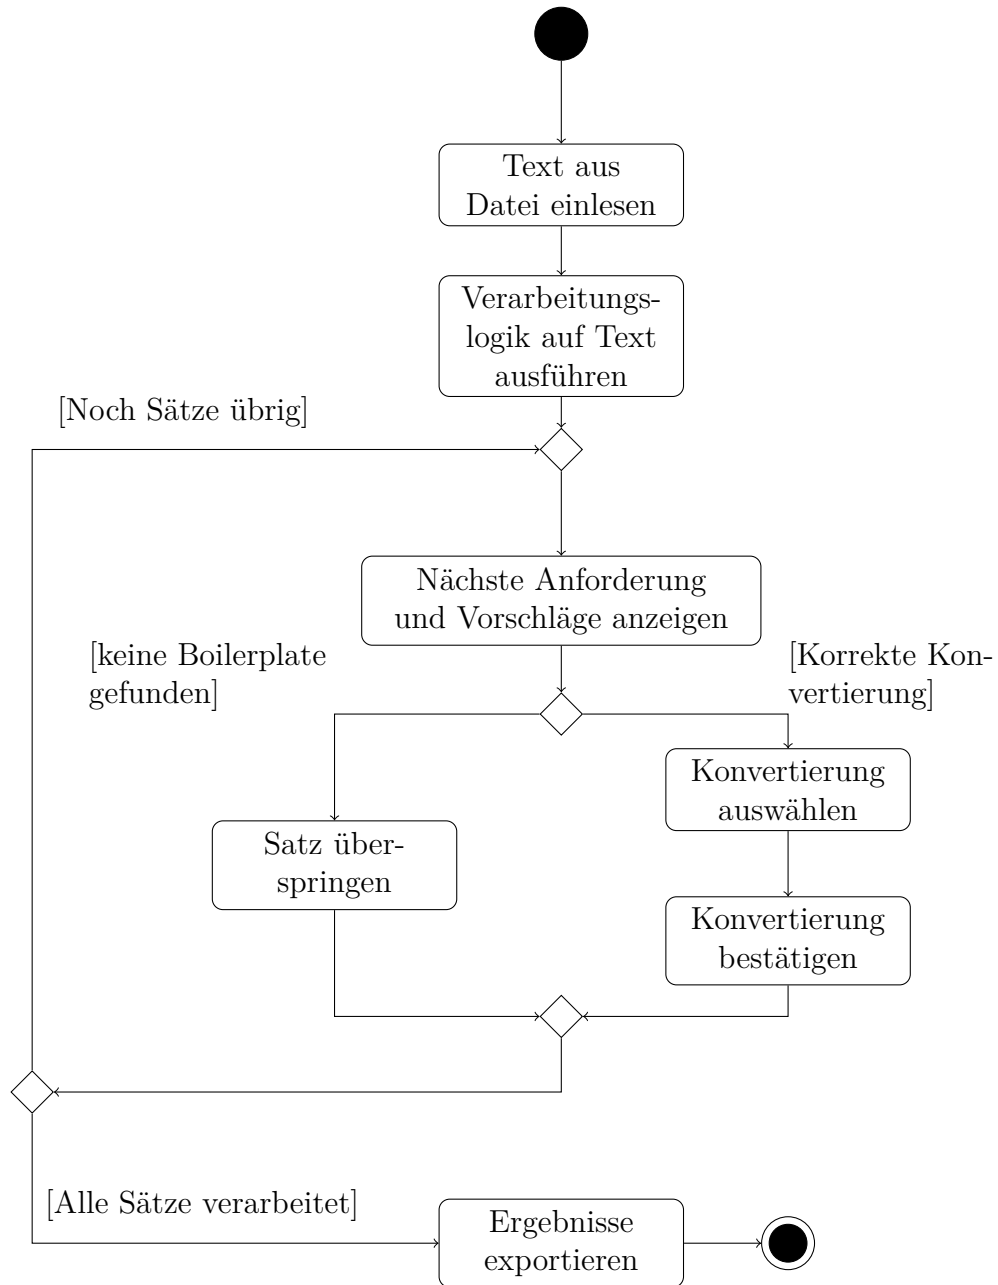 Text aus
Datei einlesen
Verarbeitungs-
logik auf Text
ausführen
[Noch Sätze übrig]
Nächste Anforderung
und Vorschläge anzeigen
[keine Boilerplate
gefunden]
[Korrekte Kon-
vertierung]
Konvertierung
auswählen
Satz über-
springen
Konvertierung
bestätigen
[Alle Sätze verarbeitet]
Ergebnisse
exportieren